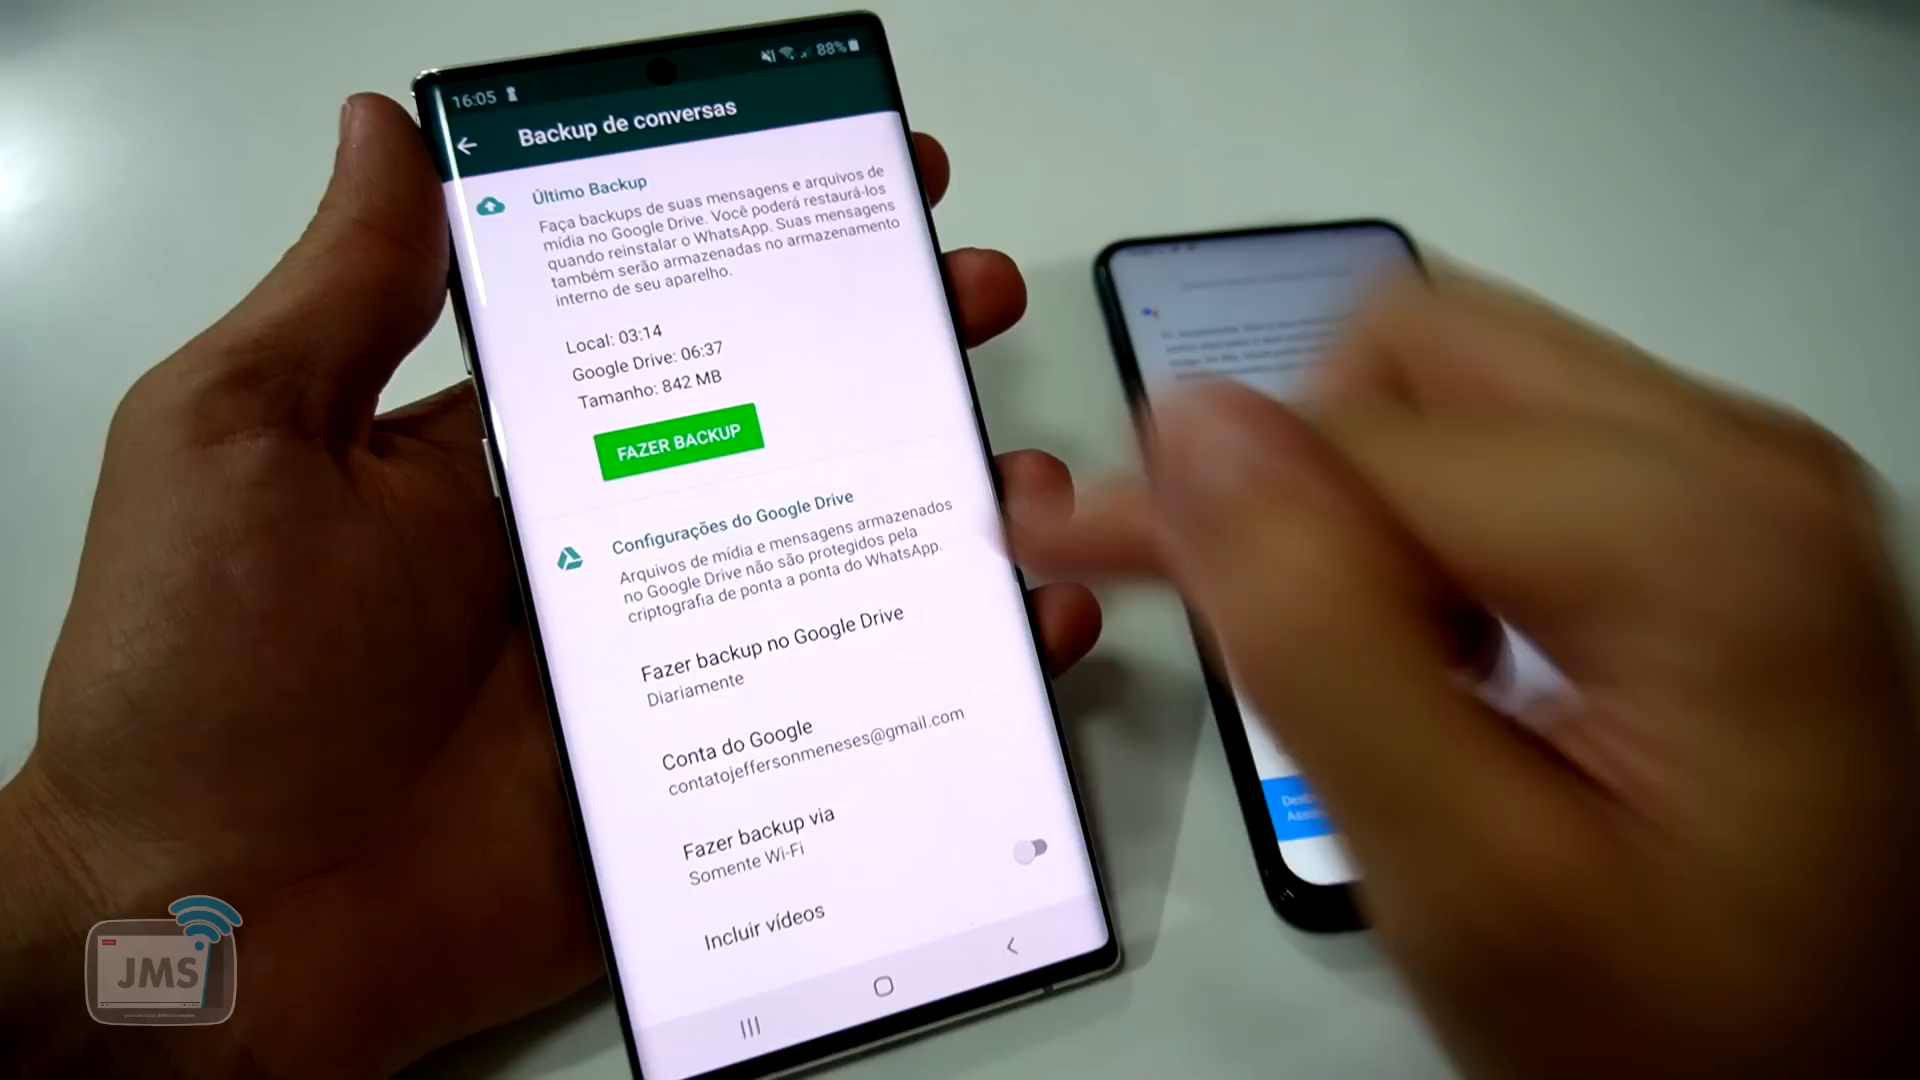 16:05
88%
Backup de conversas
Último Backup
Faça backups de suas mensagens e arquivos de
mídia no Google Drive. Você poderá restaurá-los
quando reinstalar o WhatsApp. Suas mensagens
também serão armazenadas no armazenamento
interno de seu aparelho.
Local: 03:14
Google Drive: 06:37
Tamanho: 842 MB
FAZER BACKUP
Configurações do Google Drive
Arquivos de mídia e mensagens armazenados
no Google Drive não são protegidos pela
criptografia de ponta a ponta do WhatsApp.
Fazer backup no Google Drive
Diariamente
Conta do Google
contatojeffersonmeneses@gmail.com
Fazer backup via
Somente Wi-Fi
Incluir vídeos
JMS